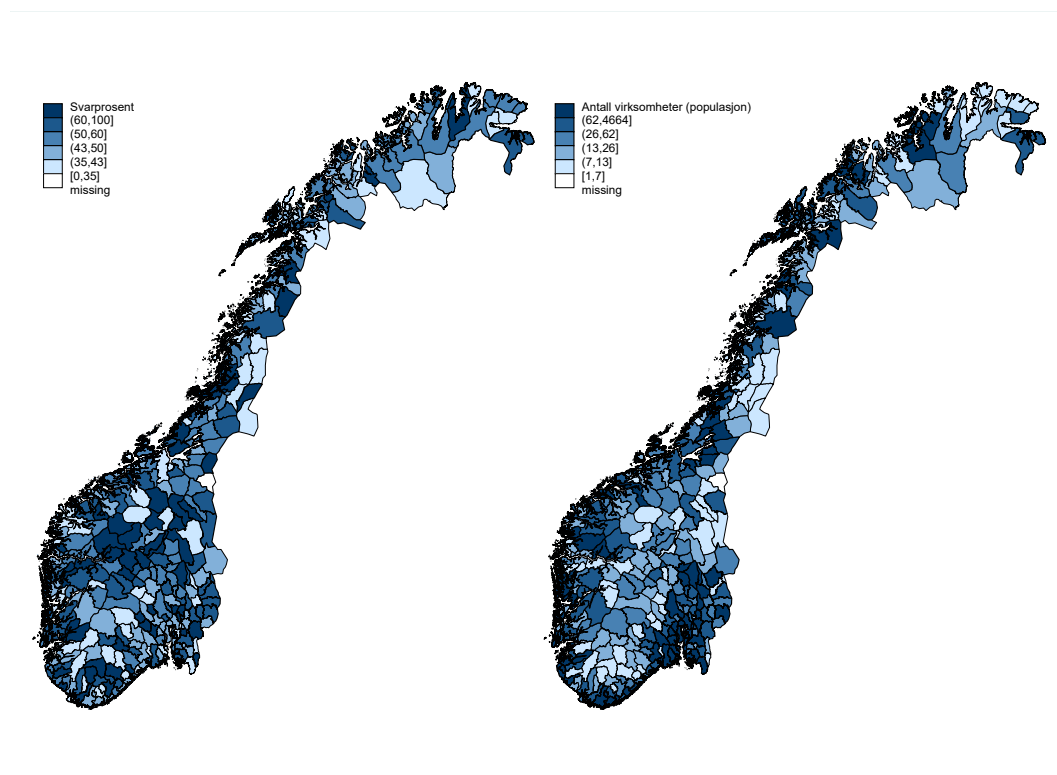 Svarprosent
(60,100]
(50,60]
(43,50]
(35,43]
[0,35]
missing
Antall virksomheter (populasjon)
(62,4664]
(26,62]
(13,26]
(7,13]
[1,7]
missing